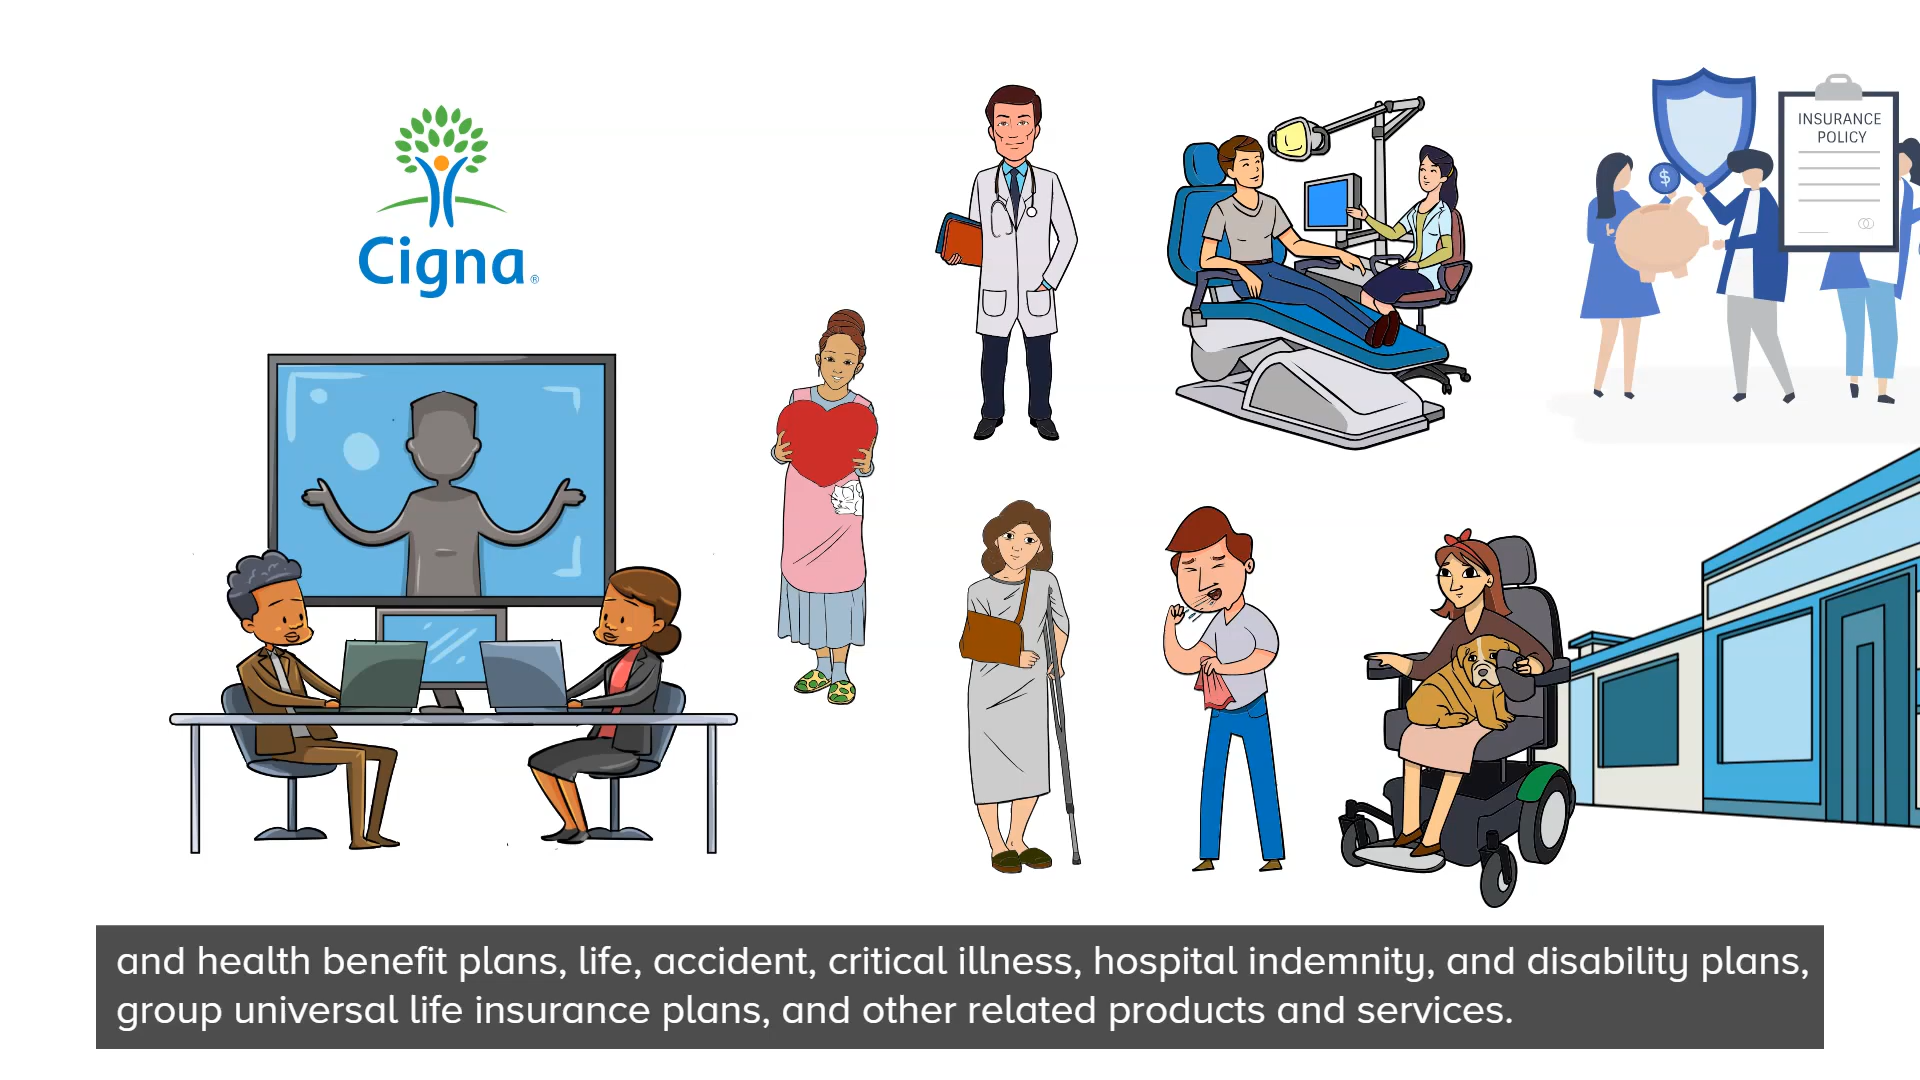 Cigna®
INSURANCE
POLICY
$
and health benefit plans, life, accident, critical illness, hospital indemnity, and disability plans,
group universal life insurance plans, and other related products and services.